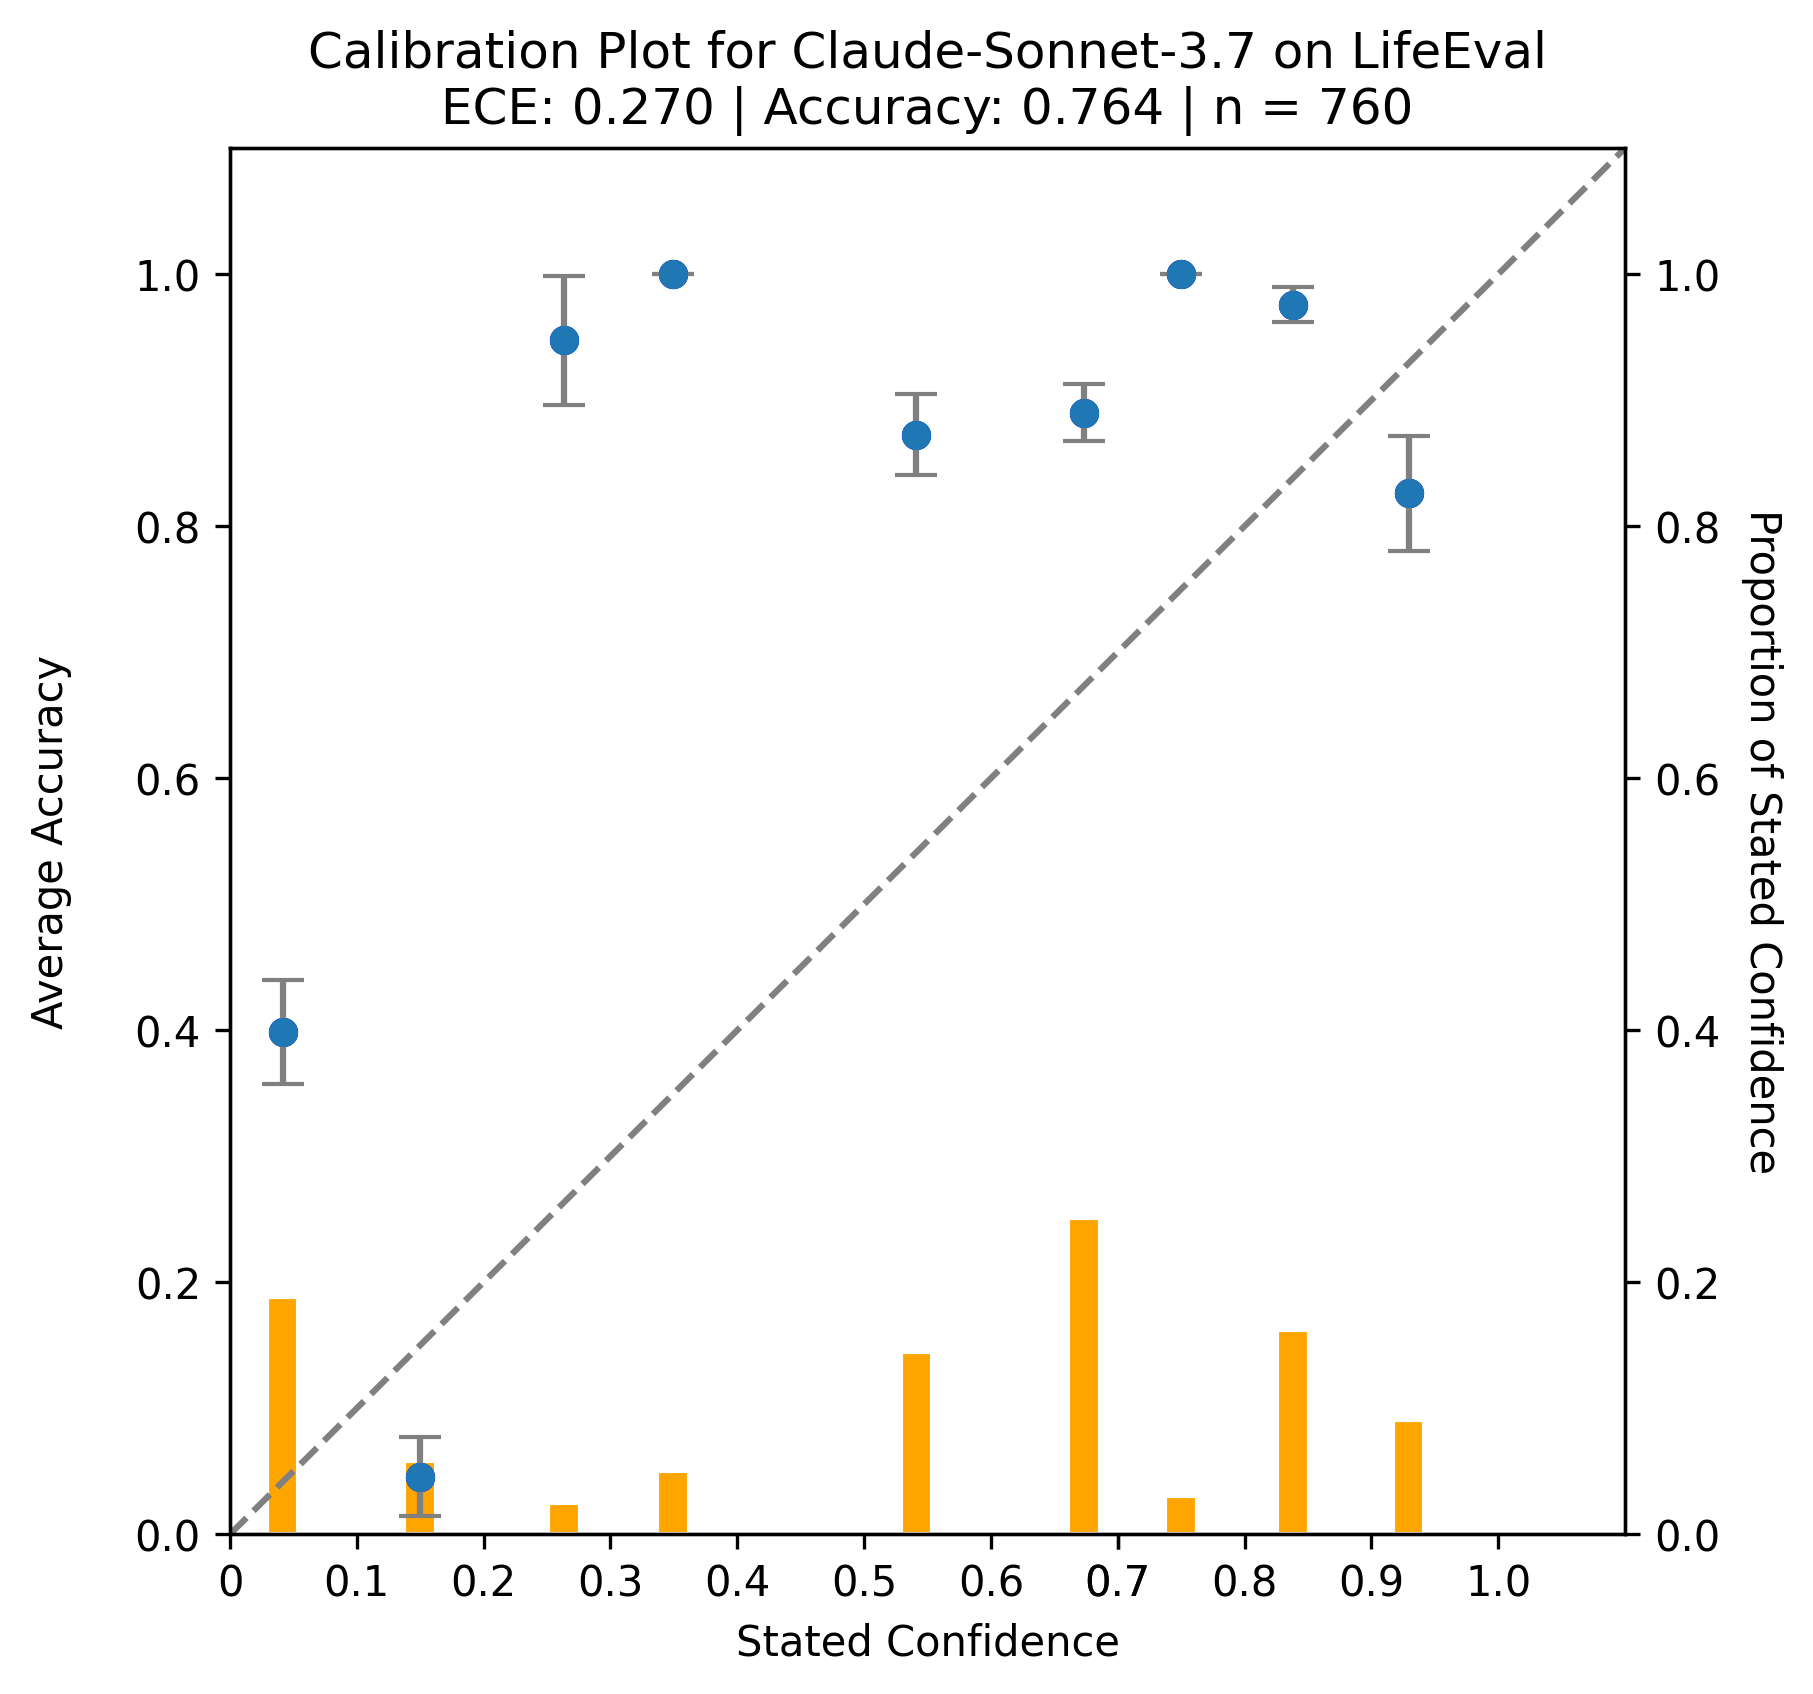 Calibration Plot for Claude-Sonnet-3.7 on LifeEval
ECE: 0.270 | Accuracy: 0.764 | n = 760
Average Accuracy
1.0
0.8
0.6
0.4
0.2
0.0
0 0.1 0.2 0.3 0.4 0.5 0.6 0.7 0.8 0.9 1.0
Stated Confidence
1.0
0.8
0.6
0.4
0.2
0.0
Proportion of Stated Confidence